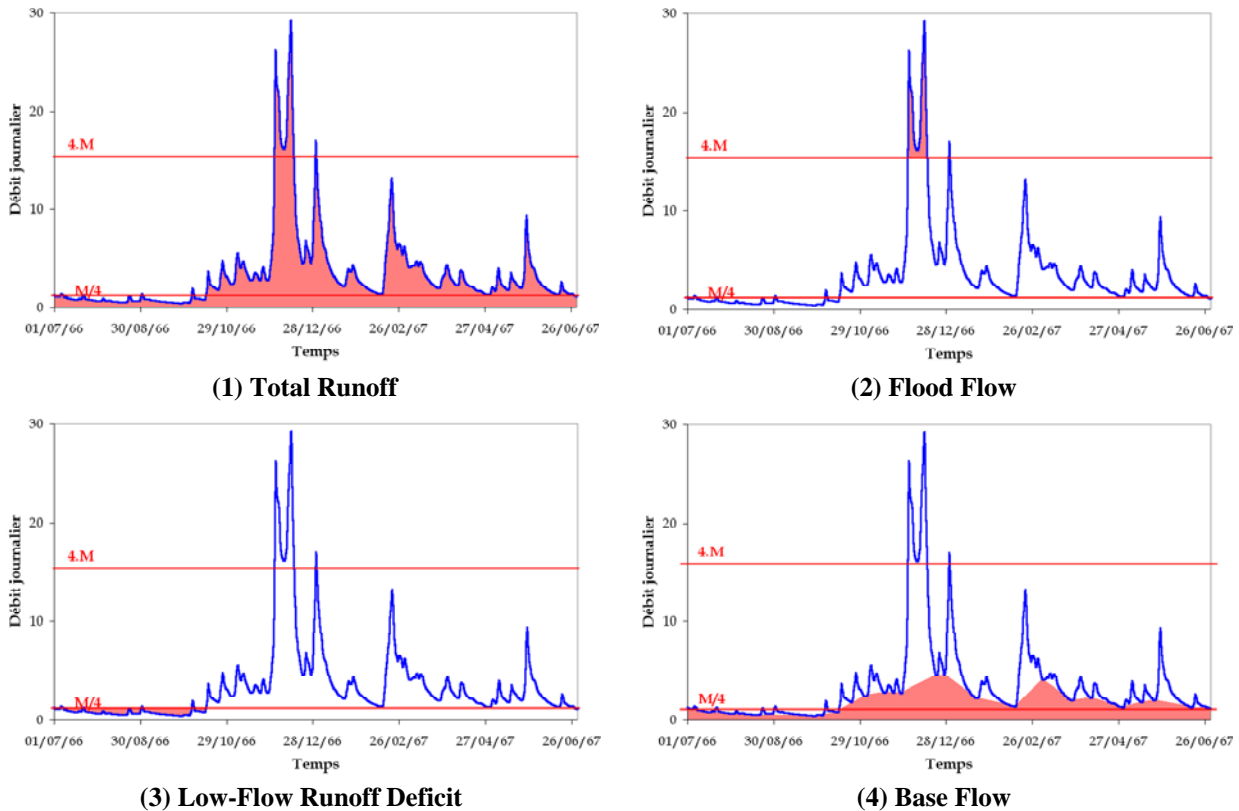 30
20
10
0
Débit journalier
4.M
M/4
01/07/66 30/08/66 29/10/66 28/12/66 26/02/67 27/04/67 26/06/67
Temps
(1) Total Runoff
30
20
10
0
Débit journalier
4.M
M/4
01/07/66 30/08/66 29/10/66 28/12/66 26/02/67 27/04/67 26/06/67
Temps
(2) Flood Flow
30
20
10
0
Débit journalier
4.M
M/4
01/07/66 30/08/66 29/10/66 28/12/66 26/02/67 27/04/67 26/06/67
Temps
(3) Low-Flow Runoff Deficit
30
20
10
0
Débit journalier
4.M
M/4
01/07/66 30/08/66 29/10/66 28/12/66 26/02/67 27/04/67 26/06/67
Temps
(4) Base Flow